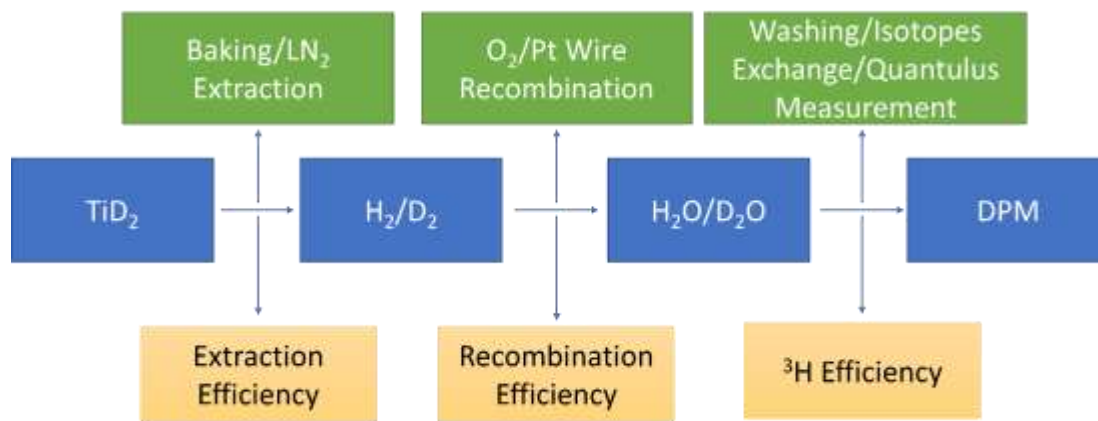 Baking/LN₂
Extraction
O₂/Pt Wire
Recombination
Washing/Isotopes
Exchange/Quantulus
Measurement
TiD₂
H₂/D₂
H₂O/D₂O
DPM
Extraction
Efficiency
Recombination
Efficiency
³H Efficiency